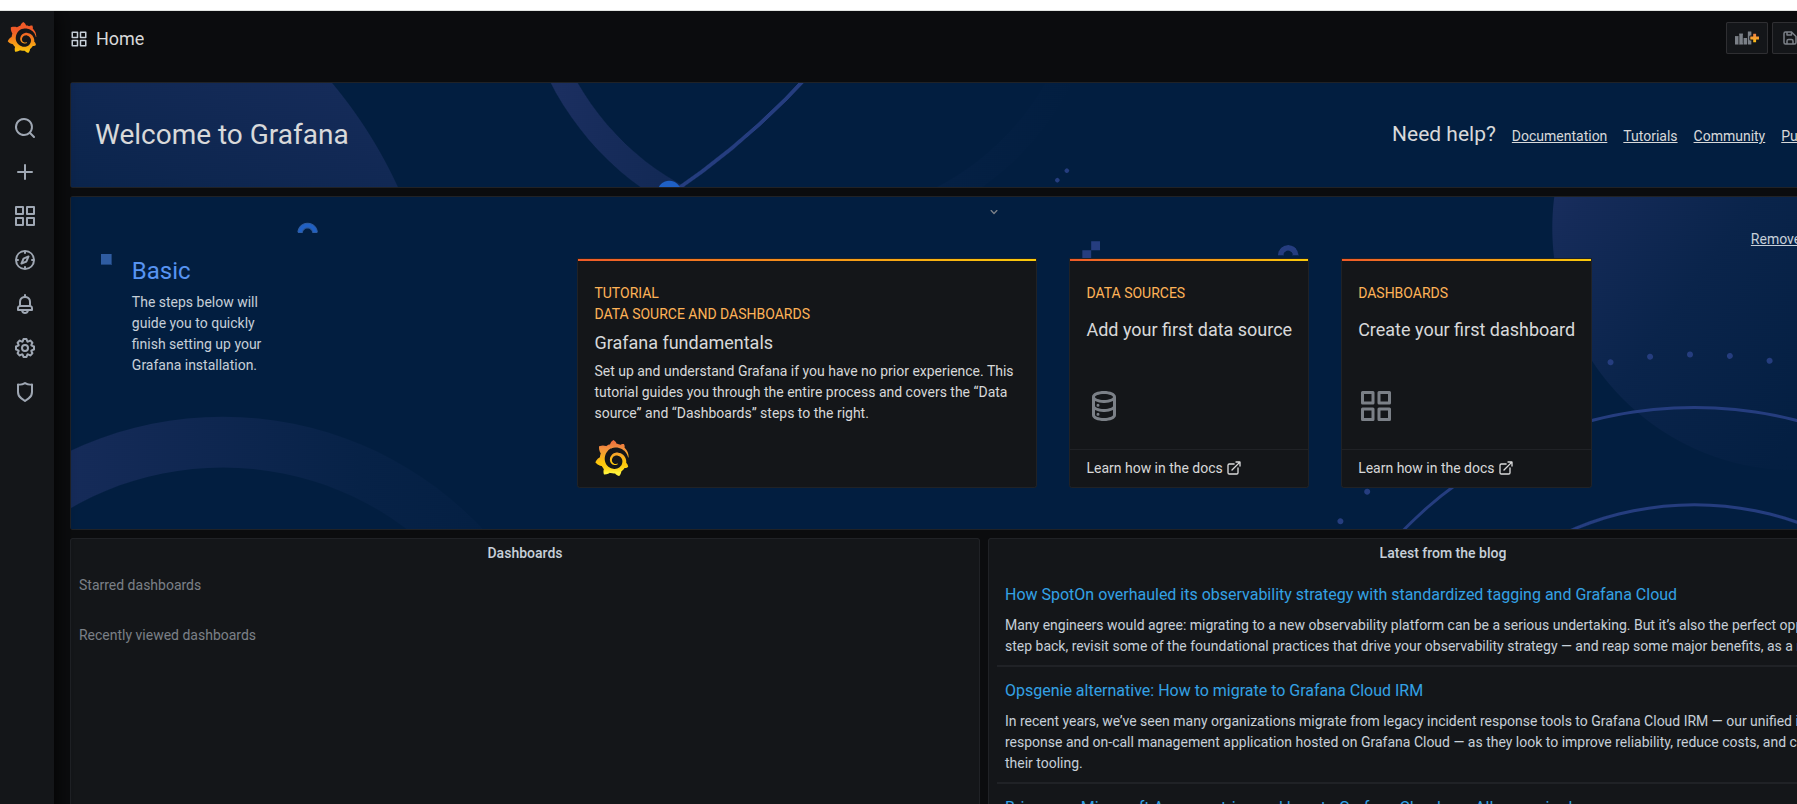 Home
Welcome to Grafana
Need help? Documentation Tutorials Community
Remove
Basic
The steps below will
guide you to quickly
finish setting up your
Grafana installation.
TUTORIAL
DATA SOURCE AND DASHBOARDS
Grafana fundamentals
Set up and understand Grafana if you have no prior experience. This
tutorial guides you through the entire process and covers the “Data
source” and “Dashboards” steps to the right.
DATA SOURCES
Add your first data source
Learn how in the docs
DASHBOARDS
Create your first dashboard
Learn how in the docs
Dashboards
Starred dashboards
Recently viewed dashboards
Latest from the blog
How SpotOn overhauled its observability strategy with standardized tagging and Grafana Cloud
Many engineers would agree: migrating to a new observability platform can be a serious undertaking. But it’s also the perfect
step back, revisit some of the foundational practices that drive your observability strategy — and reap some major benefits, as a
Opsgenie alternative: How to migrate to Grafana Cloud IRM
In recent years, we’ve seen many organizations migrate from legacy incident response tools to Grafana Cloud IRM — our unified
response and on-call management application hosted on Grafana Cloud — as they look to improve reliability, reduce costs, and
their tooling.